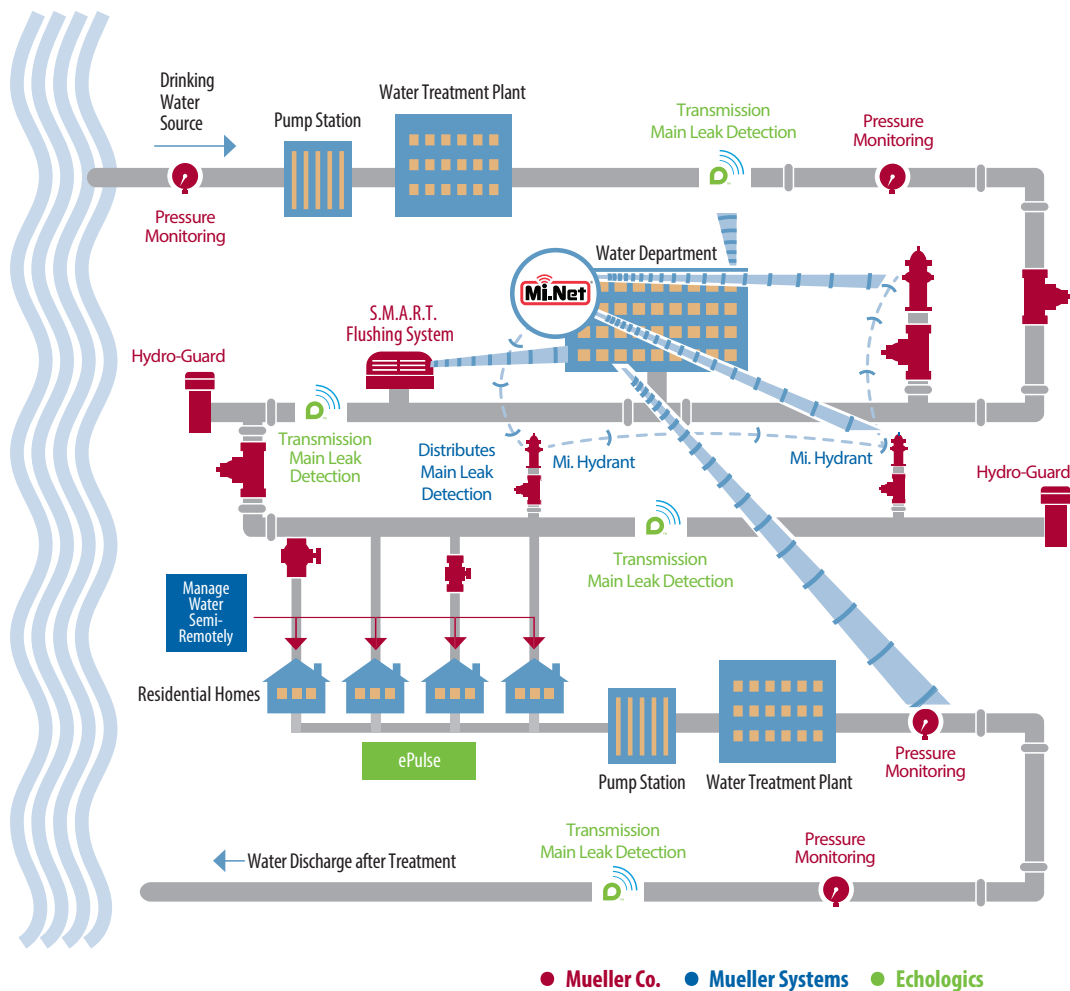 Drinking
Water
Source
Pump Station
Water Treatment Plant
Transmission
Main Leak Detection
Pressure
Monitoring
Pressure
Monitoring
Water Department
Mi.Net
S.M.A.R.T.
Flushing System
Hydro-Guard
Transmission
Main Leak
Detection
Distributes
Main Leak
Detection
Mi. Hydrant
Mi. Hydrant
Hydro-Guard
Transmission
Main Leak Detection
Manage
Water
Semi-
Remotely
Residential Homes
ePulse
Pump Station
Water Treatment Plant
Pressure
Monitoring
Transmission
Main Leak Detection
Pressure
Monitoring
Water Discharge after Treatment
Mueller Co.
Mueller Systems
Echologics